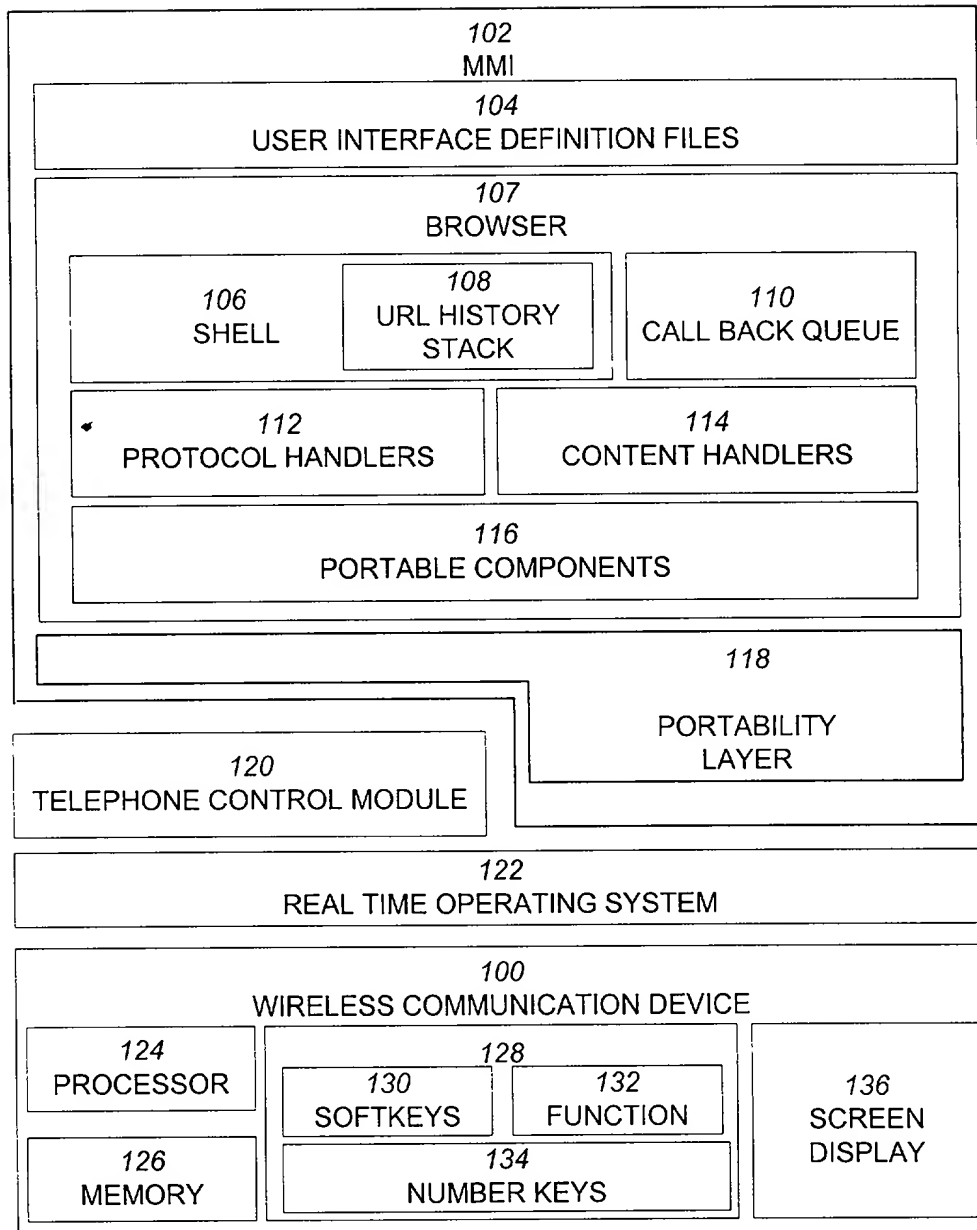 102
MMI
104
USER INTERFACE DEFINITION FILES
107
BROWSER
106
SHELL
108
URL HISTORY
STACK
110
CALL BACK QUEUE
112
PROTOCOL HANDLERS
114
CONTENT HANDLERS
116
PORTABLE COMPONENTS
118
PORTABILITY
LAYER
120
TELEPHONE CONTROL MODULE
122
REAL TIME OPERATING SYSTEM
100
WIRELESS COMMUNICATION DEVICE
124
PROCESSOR
126
MEMORY
128
130
SOFTKEYS
132
FUNCTION
134
NUMBER KEYS
136
SCREEN
DISPLAY